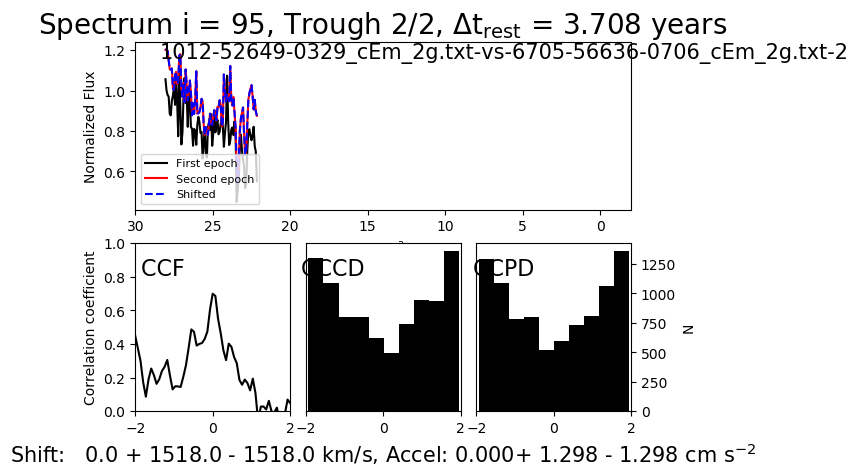 Spectrum i = 95, Trough 2/2, Δt_rest = 3.708 years
1012-52649-0329_cEm_2g.txt-vs-6705-56636-0706_cEm_2g.txt-2
Normalized Flux
1.2
1.0
0.8
0.6
First epoch
Second epoch
Shifted
30 25 20 15 10 5 0
Correlation coefficient
1.0
0.8
0.6
0.4
0.2
0.0
CCF
CCCD
CCPD
1250
1000
750
500
250
0
N
−2 0 2
−2 0 2
−2 0 2
Shift: 0.0 + 1518.0 - 1518.0 km/s, Accel: 0.000+ 1.298 - 1.298 cm s⁻²